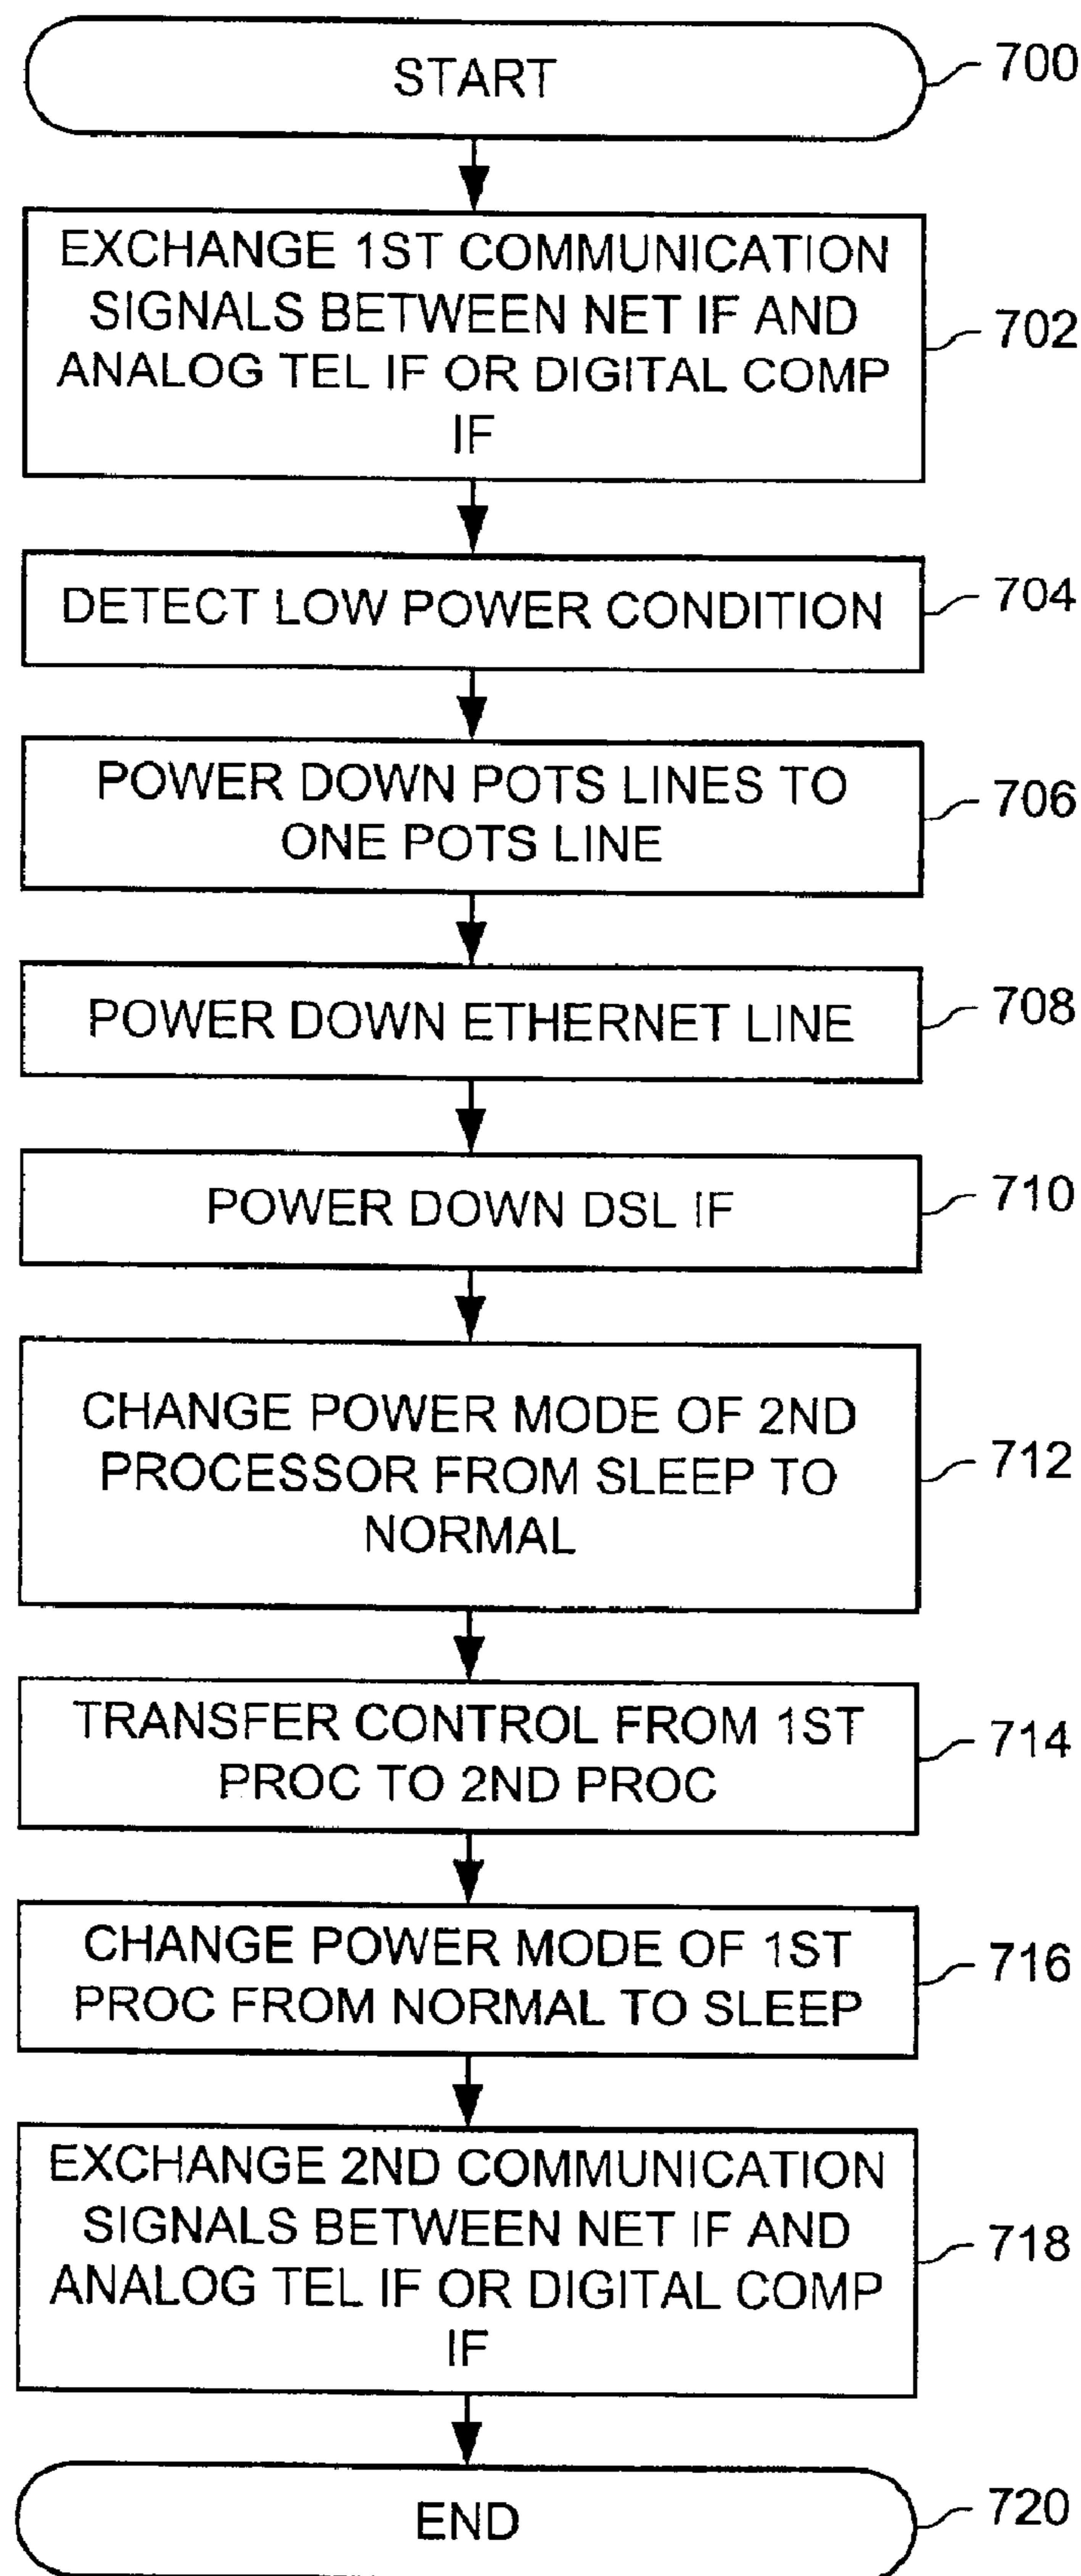 START
700
EXCHANGE 1ST COMMUNICATION
SIGNALS BETWEEN NET IF AND
ANALOG TEL IF OR DIGITAL COMP
IF
702
DETECT LOW POWER CONDITION
704
POWER DOWN POTS LINES TO
ONE POTS LINE
706
POWER DOWN ETHERNET LINE
708
POWER DOWN DSL IF
710
CHANGE POWER MODE OF 2ND
PROCESSOR FROM SLEEP TO
NORMAL
712
TRANSFER CONTROL FROM 1ST
PROC TO 2ND PROC
714
CHANGE POWER MODE OF 1ST
PROC FROM NORMAL TO SLEEP
716
EXCHANGE 2ND COMMUNICATION
SIGNALS BETWEEN NET IF AND
ANALOG TEL IF OR DIGITAL COMP
IF
718
END
720